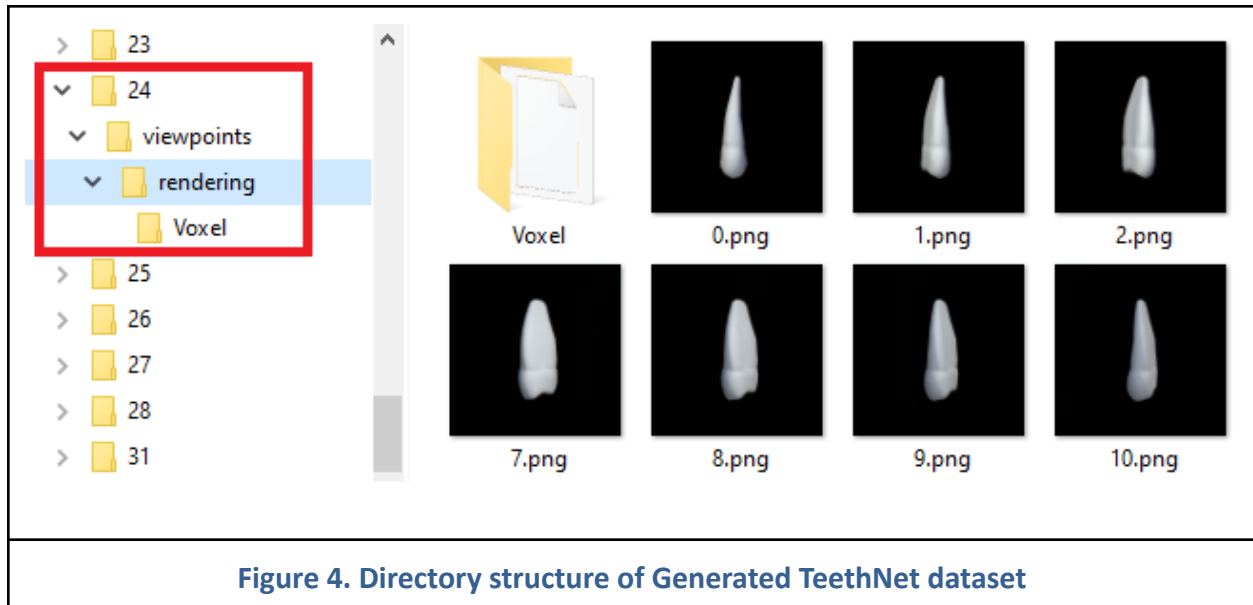 23
24
viewpoints
rendering
Voxel
25
26
27
28
31
Voxel
0.png
1.png
2.png
7.png
8.png
9.png
10.png
Figure 4. Directory structure of Generated TeethNet dataset